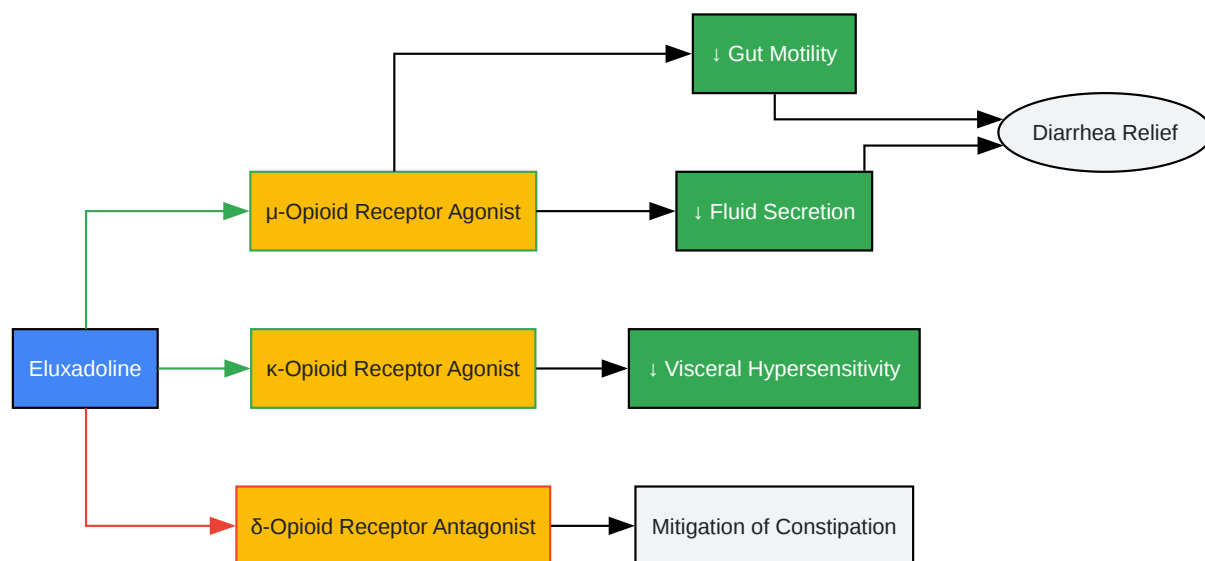 ↓ Gut Motility
Diarrhea Relief
μ-Opioid Receptor Agonist
↓ Fluid Secretion
Eluxadoline
κ-Opioid Receptor Agonist
↓ Visceral Hypersensitivity
δ-Opioid Receptor Antagonist
Mitigation of Constipation